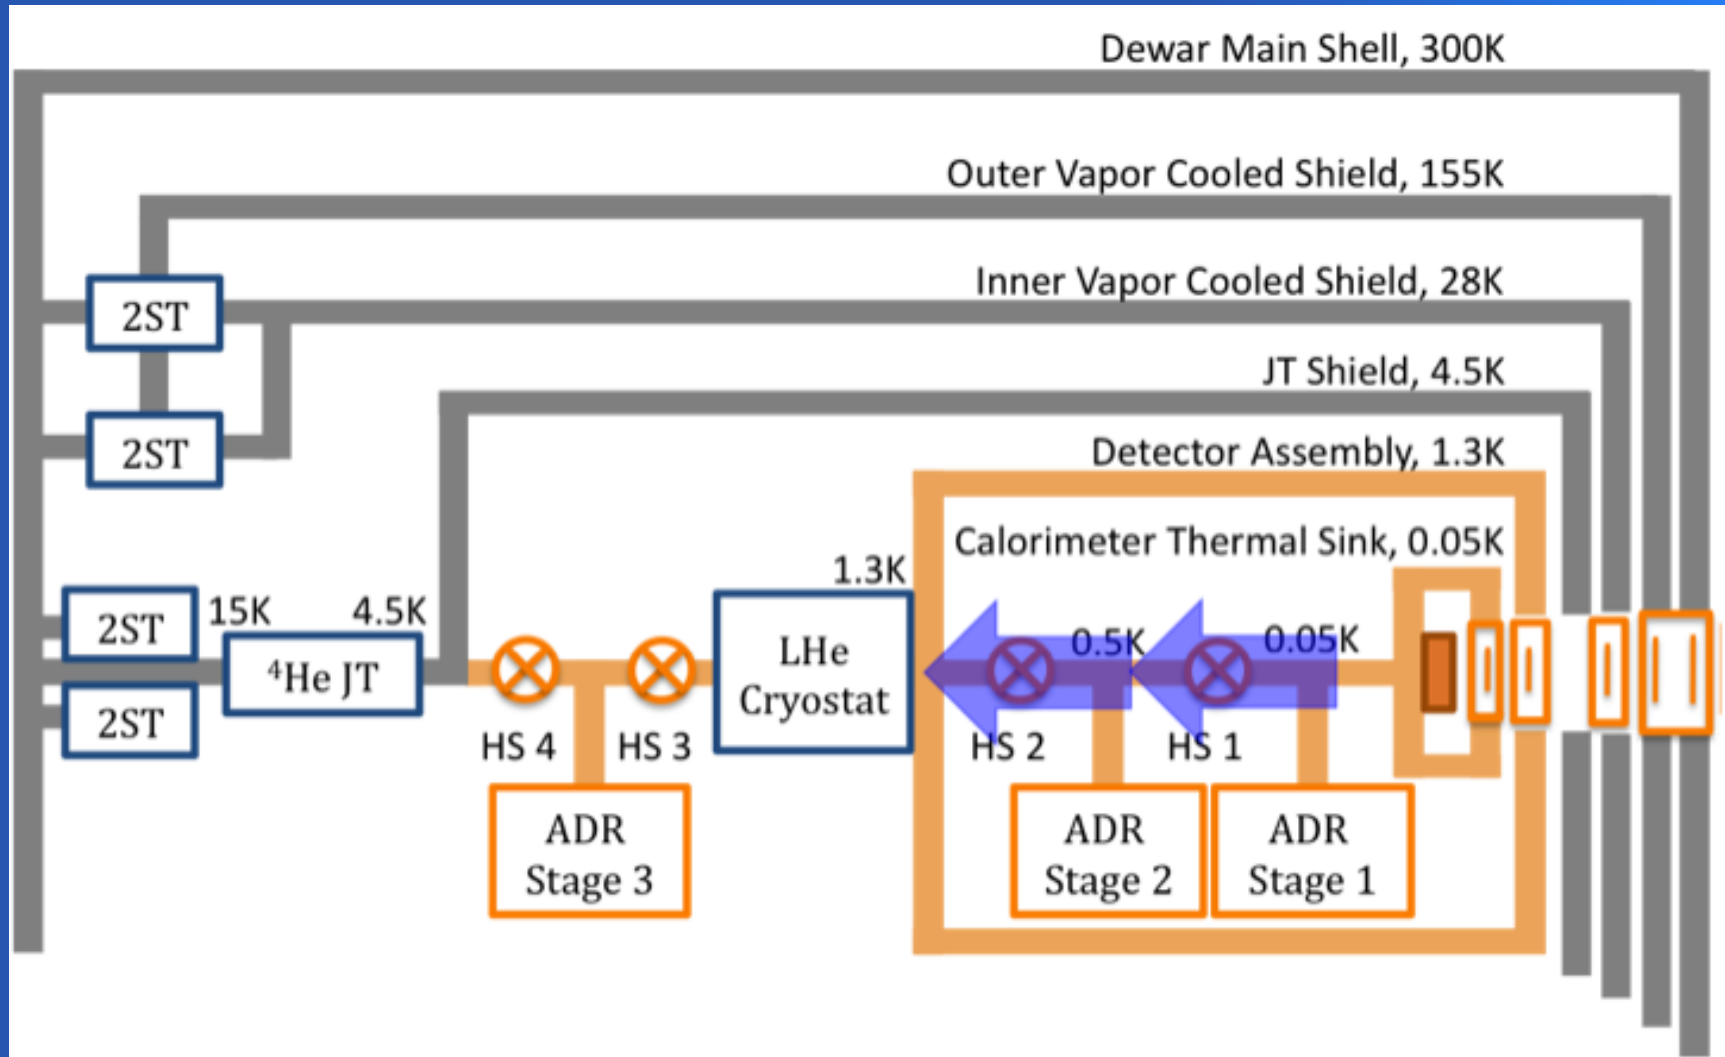 Dewar Main Shell, 300K
Outer Vapor Cooled Shield, 155K
Inner Vapor Cooled Shield, 28K
2ST
JT Shield, 4.5K
2ST
Detector Assembly, 1.3K
Calorimeter Thermal Sink, 0.05K
1.3K
15K
4.5K
2ST
⁴He JT
2ST
LHe
Cryostat
0.5K
0.05K
HS 4
HS 3
HS 2
HS 1
ADR
Stage 3
ADR
Stage 2
ADR
Stage 1